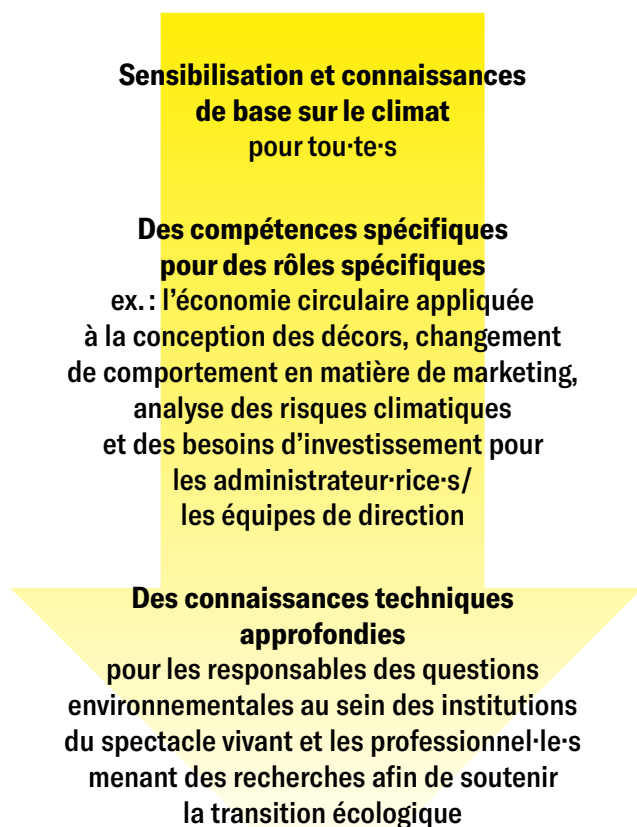 Sensibilisation et connaissances
de base sur le climat
pour tou·te·s
Des compétences spécifiques
pour des rôles spécifiques
ex. : l’économie circulaire appliquée
à la conception des décors, changement
de comportement en matière de marketing,
analyse des risques climatiques
et des besoins d’investissement pour
les administrateur·rice·s/
les équipes de direction
Des connaissances techniques
approfondies
pour les responsables des questions
environnementales au sein des institutions
du spectacle vivant et les professionnel·le·s
menant des recherches afin de soutenir
la transition écologique